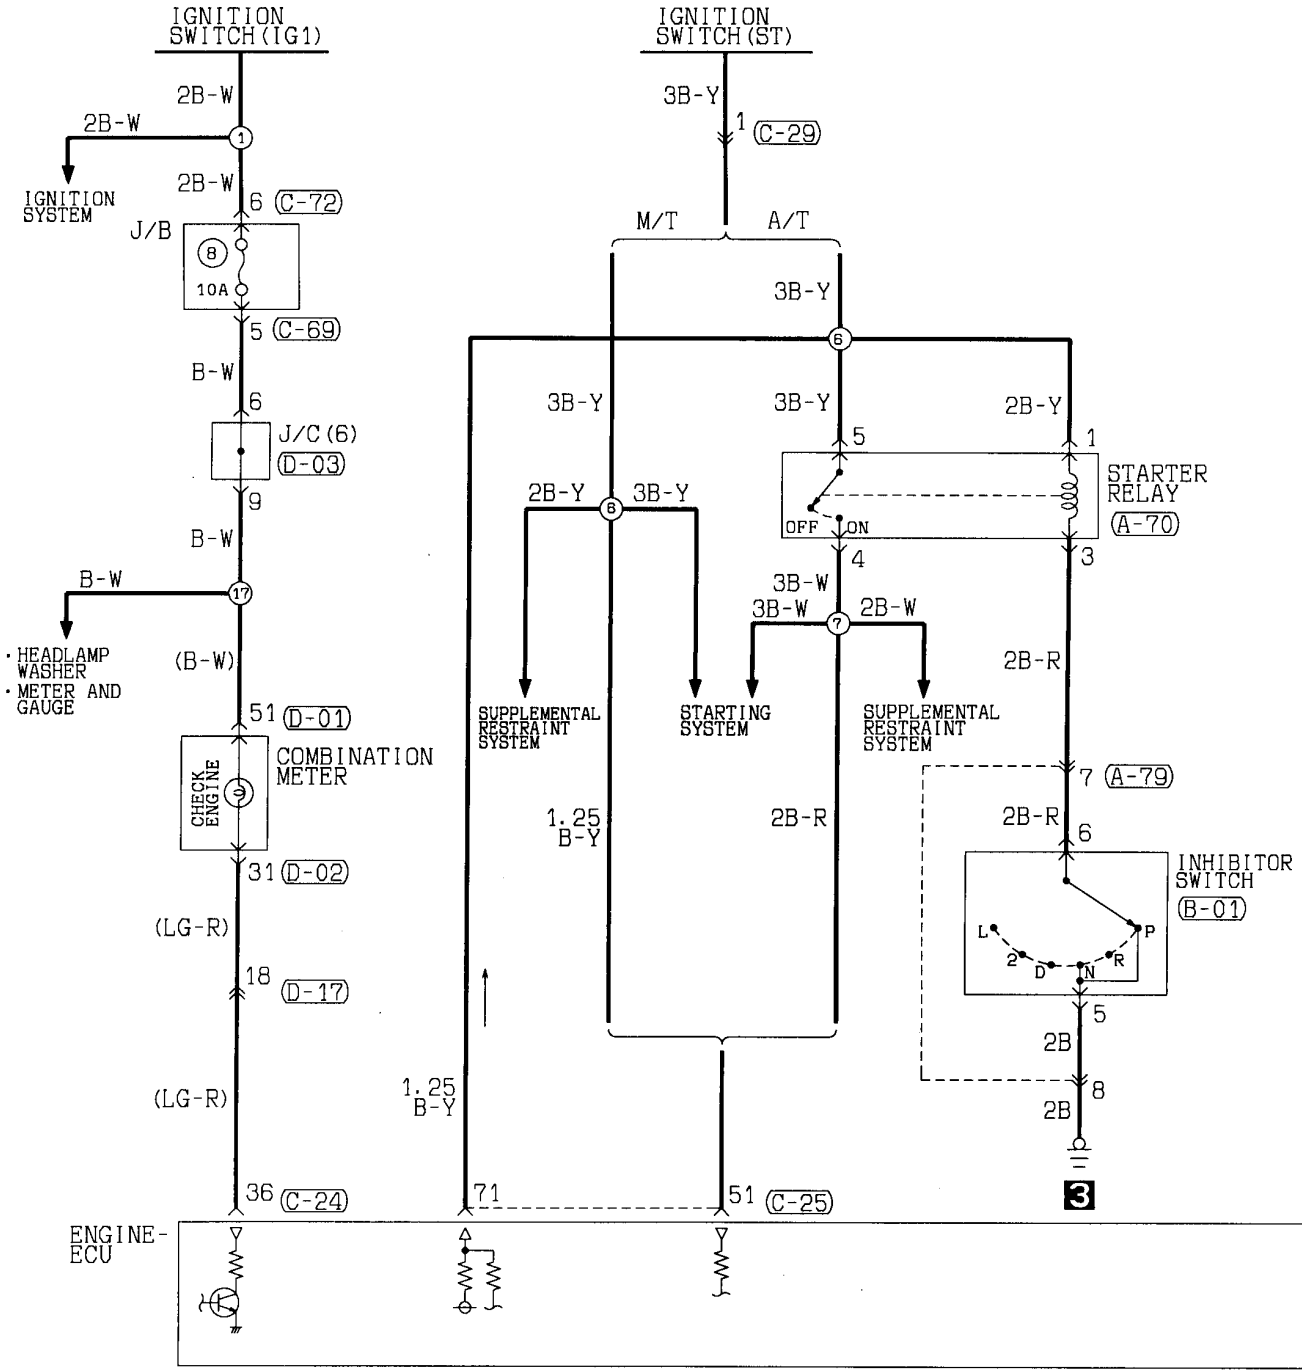 IGNITION
SWITCH(IG1)
2B-W
2B-W
1
2B-W
IGNITION
SYSTEM
6 (C-72)
J/B
8
10A
5 (C-69)
B-W
6
J/C(6)
(D-03)
9
B-W
B-W
17
· HEADLAMP
WASHER
· METER AND
GAUGE
(B-W)
51 (D-01)
CHECK
ENGINE
COMBINATION
METER
31 (D-02)
(LG-R)
18
(D-17)
(LG-R)
36 (C-24)
IGNITION
SWITCH(ST)
3B-Y
1 (C-29)
M/T
A/T
3B-Y
6
3B-Y
3B-Y
2B-Y
5
1
STARTER
RELAY
(A-70)
OFF
ON
2B-Y
3B-Y
4
3
3B-W
3B-W
2B-W
7
SUPPLEMENTAL
RESTRAINT
SYSTEM
STARTING
SYSTEM
SUPPLEMENTAL
RESTRAINT
SYSTEM
2B-R
7 (A-79)
1.25
B-Y
2B-R
2B-R
6
INHIBITOR
SWITCH
(B-01)
L
2
D
N
R
P
5
2B
8
2B
3
1.25
B-Y
71
51 (C-25)
ENGINE-
ECU